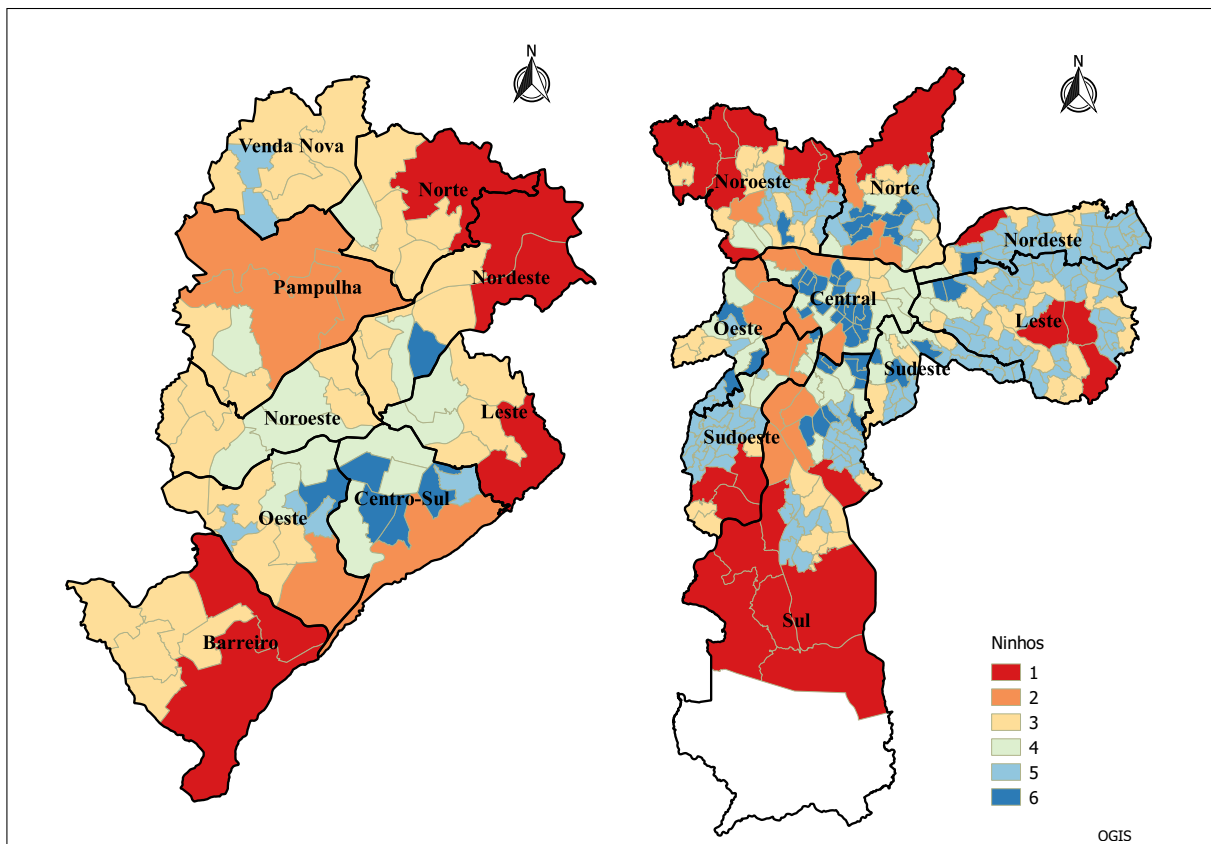 N
Venda Nova
Norte
Nordeste
Pampulha
Noroeste
Leste
Oeste
Centro-Sul
Barreiro
N
Noroeste
Norte
Nordeste
Central
Oeste
Leste
Sudeste
Sudoeste
Sul
Ninhos
1
2
3
4
5
6
QGIS